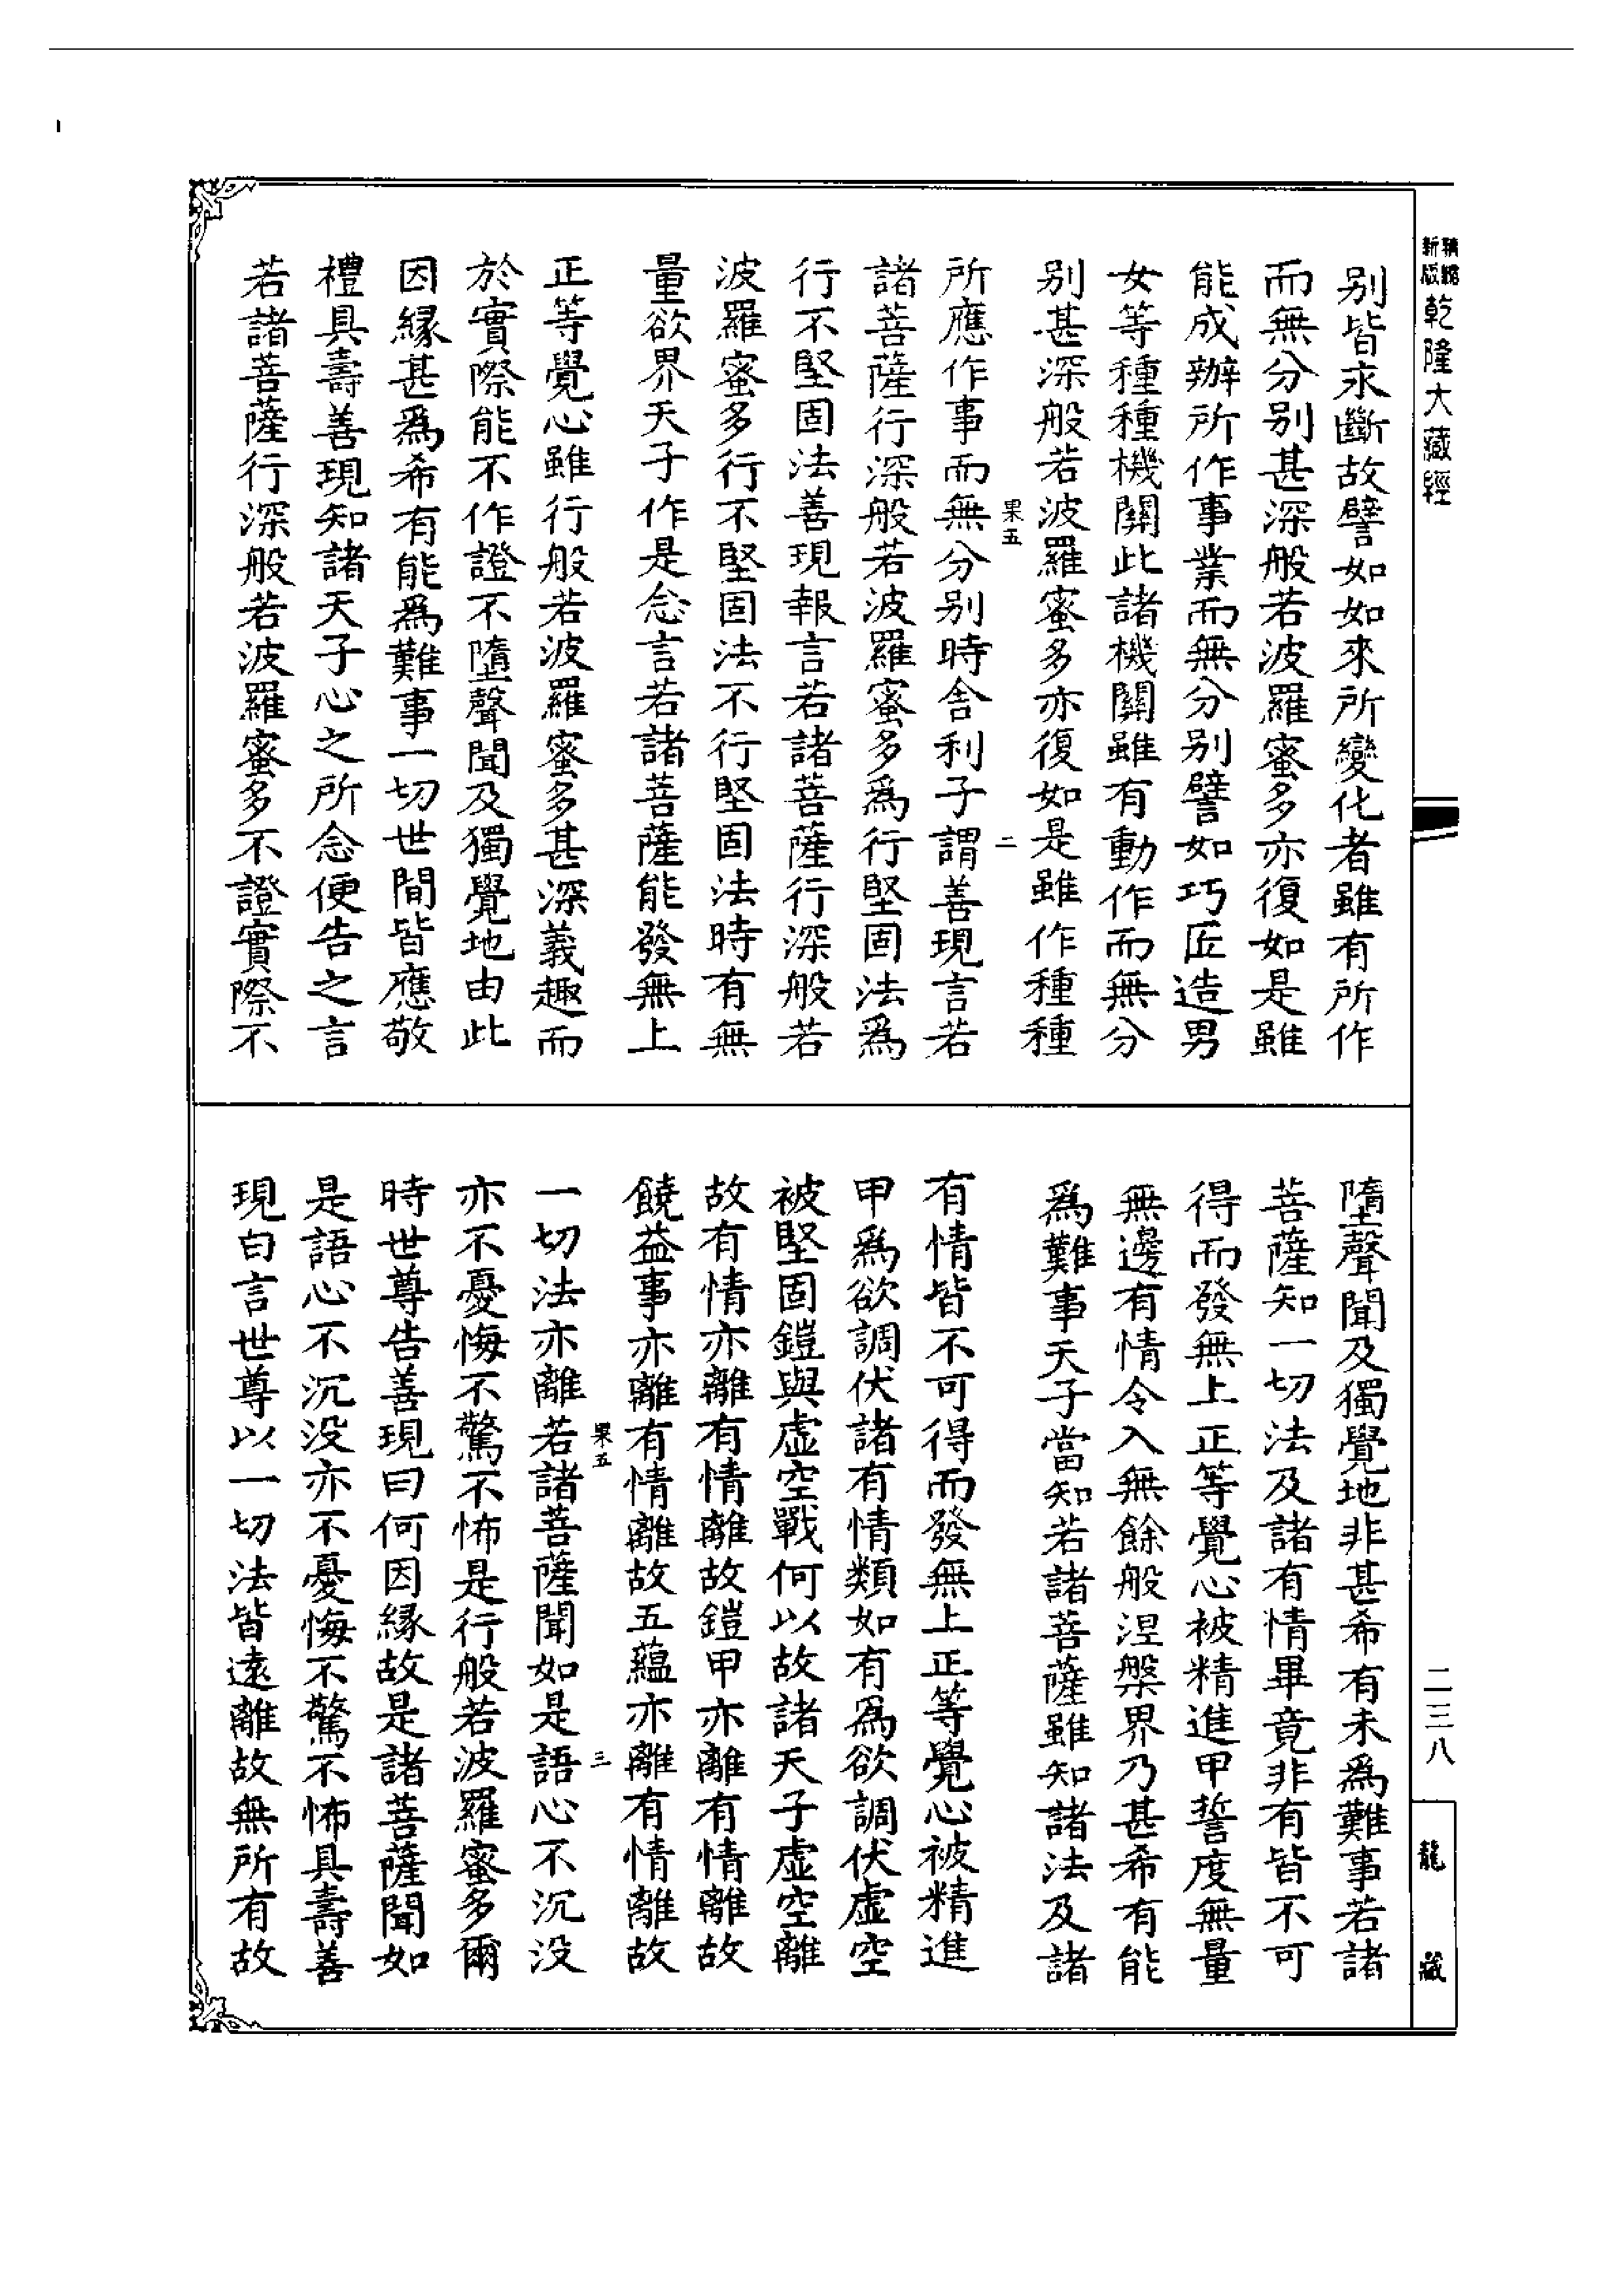 乾隆大藏經
別皆永斷故譬如如來所變化者雖有所作
而無分別甚深般若波羅蜜多亦復如是雖
能成辦所作事業而無分別譬如巧匠造男
女等種種機關此諸機關雖有動作而無分
別甚深般若波羅蜜多亦復如是雖作種種
果五
二
所應作事而無分別時舍利子謂善現言若
諸菩薩行深般若波羅蜜多爲行堅固法爲
行不堅固法善現報言若諸菩薩行深般若
波羅蜜多行不堅固法不行堅固法時有無
量欲界天子作是念言若諸菩薩能發無上
正等覺心雖行般若波羅蜜多甚深義趣而
於實際能不作證不墮聲聞及獨覺地由此
因緣甚爲希有能爲難事一切世間皆應敬
禮具壽善現知諸天子心之所念便告之言
若諸菩薩行深般若波羅蜜多不證實際不
墮聲聞及獨覺地非甚希有未爲難事若諸
菩薩知一切法及諸有情畢竟非有皆不可
得而發無上正等覺心被精進甲誓度無量
無邊有情令入無餘般涅槃界乃甚希有能
爲難事天子當知若諸菩薩雖知諸法及諸
有情皆不可得而發無上正等覺心被精進
甲爲欲調伏諸有情類如有爲欲調伏虛空
被堅固鎧與虛空戰何以故諸天子虛空離
故有情亦離有情離故鎧甲亦離有情離故
饒益事亦離有情離故五蘊亦離有情離故
果五
三
一切法亦離若諸菩薩聞如是語心不沉没
亦不憂悔不驚不怖是行般若波羅蜜多爾
時世尊告善現曰何因緣故是諸菩薩聞如
是語心不沉没亦不憂悔不驚不怖具壽善
現白言世尊以一切法皆遠離故無所有故
二三八
龍藏